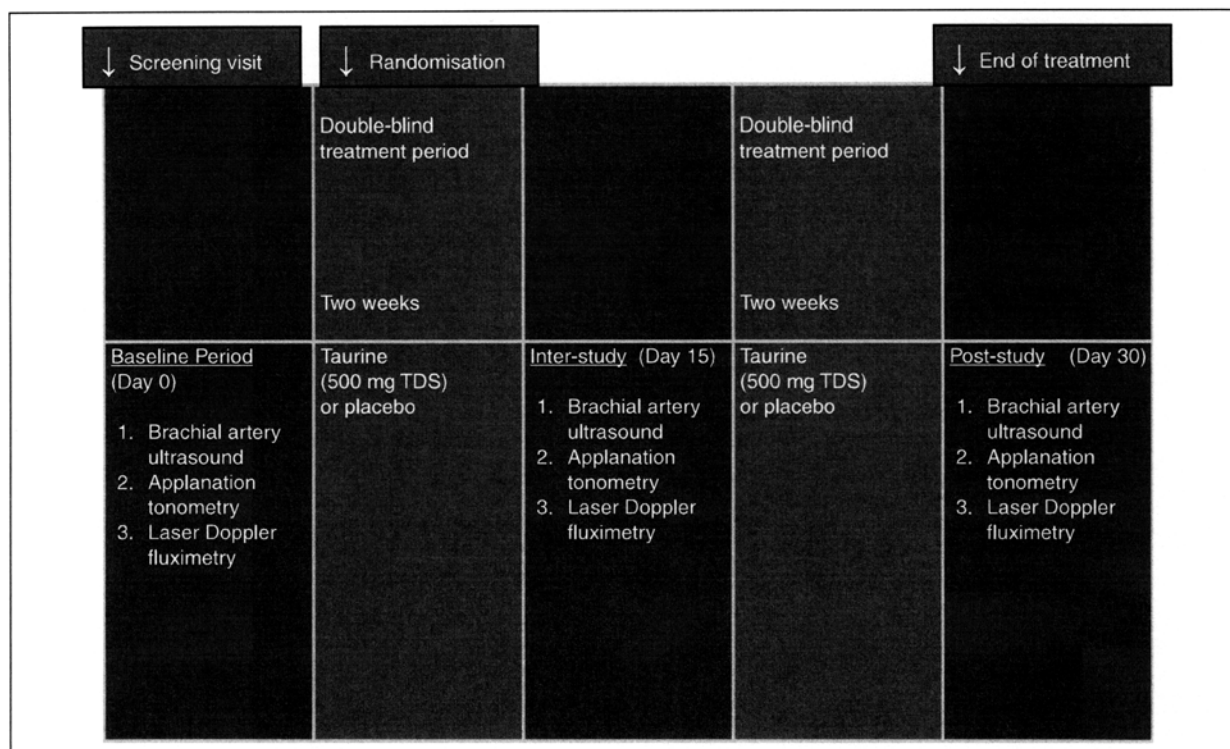 ↓ Screening visit
↓ Randomisation
↓ End of treatment
Double-blind
treatment period
Two weeks
Double-blind
treatment period
Two weeks
Baseline Period
(Day 0)
1. Brachial artery
ultrasound
2. Applanation
tonometry
3. Laser Doppler
fluximetry
Taurine
(500 mg TDS)
or placebo
Inter-study (Day 15)
1. Brachial artery
ultrasound
2. Applanation
tonometry
3. Laser Doppler
fluximetry
Taurine
(500 mg TDS)
or placebo
Post-study (Day 30)
1. Brachial artery
ultrasound
2. Applanation
tonometry
3. Laser Doppler
fluximetry